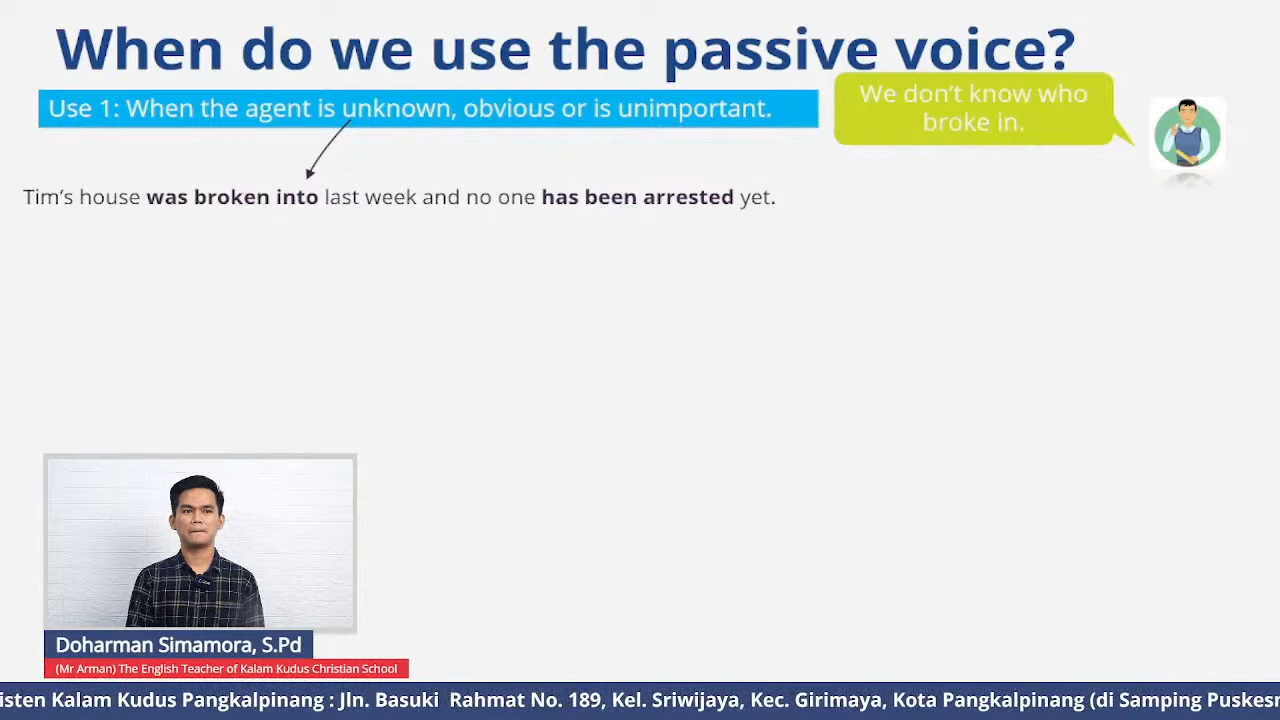 When do we use the passive voice?
Use 1: When the agent is unknown, obvious or is unimportant.
We don't know who
broke in.
Tim's house was broken into last week and no one has been arrested yet.
Doharman Simamora, S.Pd
(Mr Arman) The English Teacher of Kalam Kudus Christian School
isten Kalam Kudus Pangkalpinang : Jln. Basuki Rahmat No. 189, Kel. Sriwijaya, Kec. Girimaya, Kota Pangkalpinang (di Samping Puskes